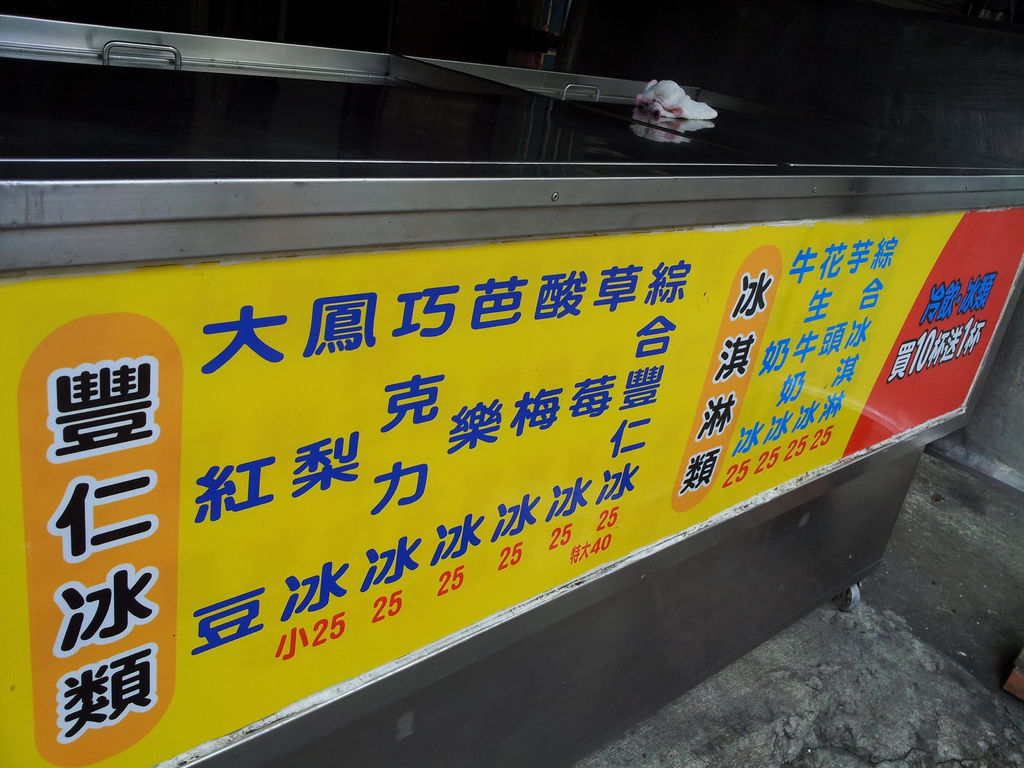 豐仁冰類
大紅豆
鳳梨冰
小25
巧克力冰
25
芭樂冰
25
酸梅冰
25
草莓冰
25
綜合豐仁冰
25
特大40
冰淇淋類
牛奶冰
25
花生牛奶冰
25
芋頭冰
25
綜合冰淇淋
25
冷飲·冰類
買10杯送1杯